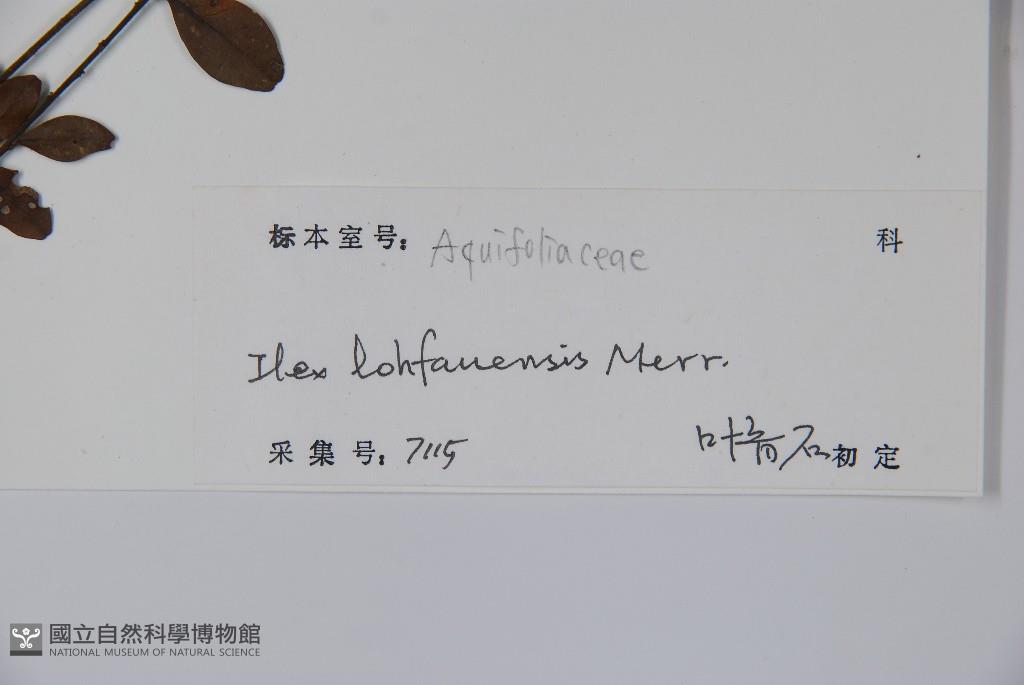 标本室号: Aquifoliaceae 科
Ilex lohfauensis Merr.
采集号: 7115 叶育石初定
國立自然科學博物館
NATIONAL MUSEUM OF NATURAL SCIENCE